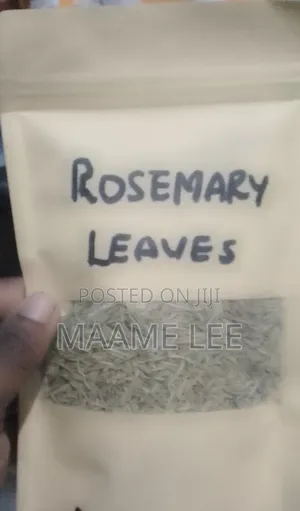 ROSEMARY
LEAVES
POSTED ON JIJI
MAAME LEE